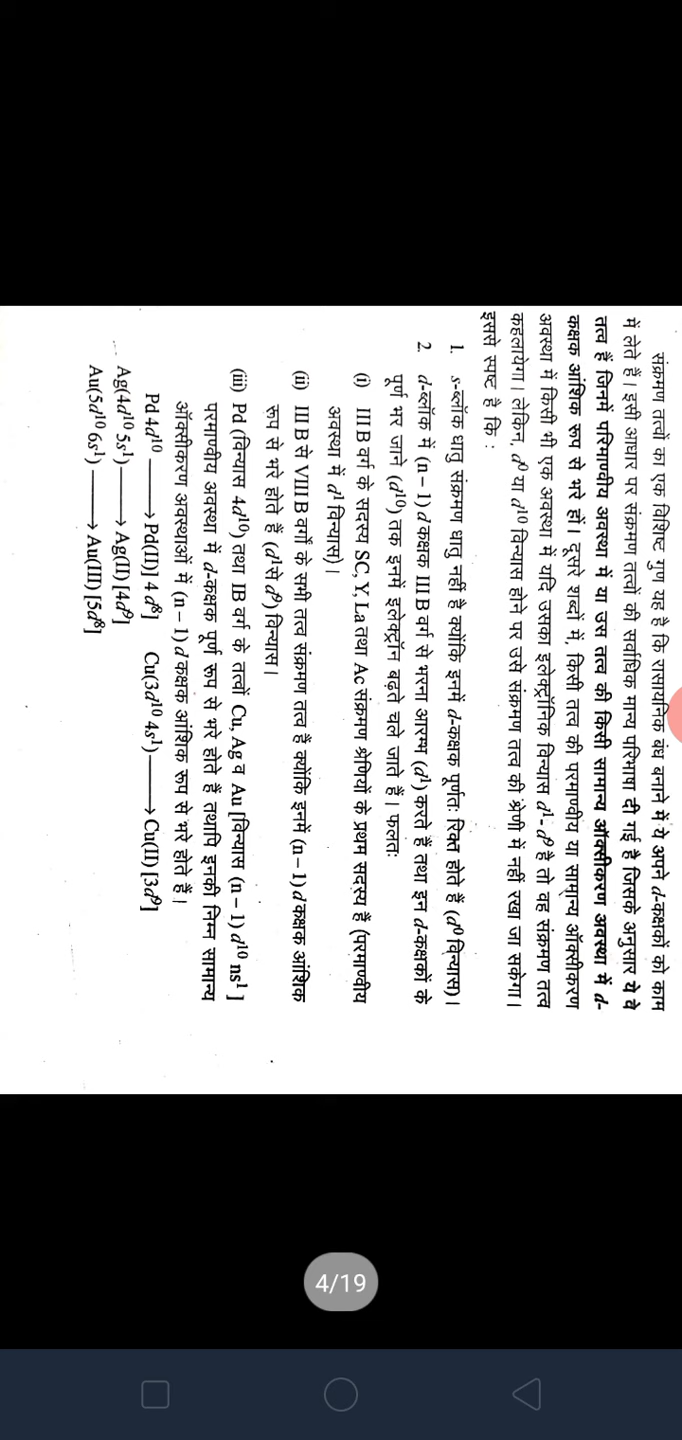 संक्रमण तत्वों का एक विशिष्ट गुण यह है कि रासायनिक बंध बनाने में ये अपने d-कक्षकों को काम
में लेते हैं। इसी आधार पर संक्रमण तत्वों की सर्वाधिक मान्य परिभाषा दी गई है जिसके अनुसार ये वे
तत्व हैं जिनमें परिमाण्वीय अवस्था में या उस तत्व की किसी सामान्य ऑक्सीकरण अवस्था में d-
कक्षक आंशिक रूप से भरे हों। दूसरे शब्दों में, किसी तत्व की परमाण्वीय या सामान्य ऑक्सीकरण
अवस्था में किसी भी एक अवस्था में यदि उसका इलेक्ट्रॉनिक विन्यास d¹- d⁹ है तो वह संक्रमण तत्व
कहलायेगा। लेकिन, d⁰ या d¹⁰ विन्यास होने पर उसे संक्रमण तत्व की श्रेणी में नहीं रखा जा सकेगा।
इससे स्पष्ट है कि :
1. s-ब्लॉक धातु संक्रमण धातु नहीं है क्योंकि इनमें d-कक्षक पूर्णतः रिक्त होते हैं (d⁰ विन्यास)।
2. d-ब्लॉक में (n – 1) d कक्षक III B वर्ग से भरना आरम्भ (d¹) करते हैं तथा इन d-कक्षकों के
पूर्ण भर जाने (d¹⁰) तक इनमें इलेक्ट्रॉन बढ़ते चले जाते हैं। फलतः
(i) III B वर्ग के सदस्य SC, Y, La तथा Ac संक्रमण श्रेणियों के प्रथम सदस्य हैं (परमाण्वीय
अवस्था में d¹ विन्यास)।
(ii) III B से VIII B वर्गों के सभी तत्व संक्रमण तत्व हैं क्योंकि इनमें (n – 1) d कक्षक आंशिक
रूप से भरे होते हैं (d¹ से d⁹) विन्यास।
(iii) Pd (विन्यास 4d¹⁰) तथा IB वर्ग के तत्वों Cu, Ag व Au [विन्यास (n – 1) d¹⁰ ns¹ ]
परमाण्वीय अवस्था में d-कक्षक पूर्ण रूप से भरे होते हैं तथापि इनकी निम्न सामान्य
ऑक्सीकरण अवस्थाओं में (n – 1) d कक्षक आंशिक रूप से भरे होते हैं।
Pd 4d¹⁰ ⟶ Pd(II)] 4 d⁸] Cu(3d¹⁰ 4s¹) ⟶ Cu(II) [3d⁹]
Ag(4d¹⁰ 5s¹) ⟶ Ag(II) [4d⁹]
Au(5d¹⁰ 6s¹) ⟶ Au(III) [5d⁸]
4/19